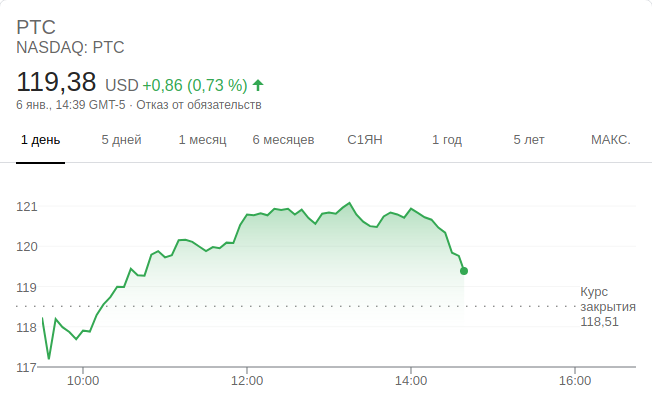 PTC
NASDAQ: PTC
119,38 USD +0,86 (0,73 %)
6 янв., 14:39 GMT-5 · Отказ от обязательств
1 день 5 дней 1 месяц 6 месяцев С1ЯН 1 год 5 лет МАКС.
121
120
119
118
117
Курс
закрытия
118,51
10:00 12:00 14:00 16:00